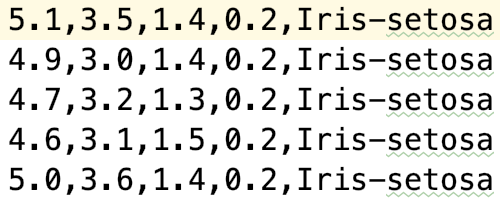 5.1,3.5,1.4,0.2,Iris-setosa
4.9,3.0,1.4,0.2,Iris-setosa
4.7,3.2,1.3,0.2,Iris-setosa
4.6,3.1,1.5,0.2,Iris-setosa
5.0,3.6,1.4,0.2,Iris-setosa